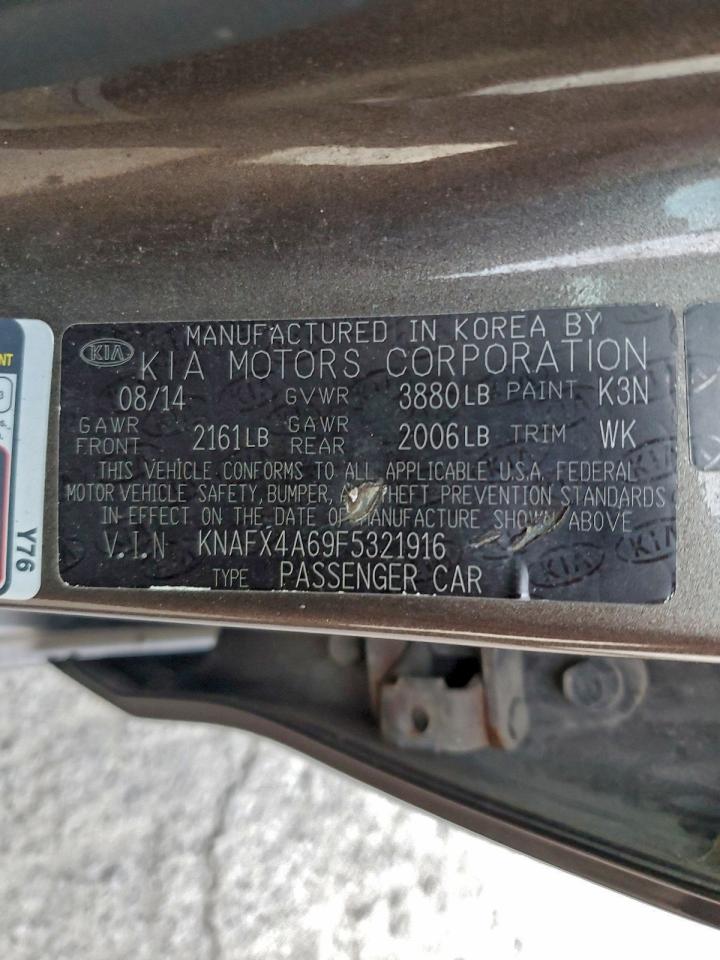 MANUFACTURED IN KOREA BY
KIA KIA MOTORS CORPORATION
08/14 GVWR 3880LB PAINT K3N
GAWR FRONT 2161LB GAWR REAR 2006LB TRIM WK
THIS VEHICLE CONFORMS TO ALL APPLICABLE U.S.A. FEDERAL
MOTOR VEHICLE SAFETY, BUMPER, THEFT PREVENTION STANDARDS
IN EFFECT ON THE DATE OF MANUFACTURE SHOWN ABOVE
V.I.N KNAFX4A69F5321916
TYPE PASSENGER CAR
NT
Y76